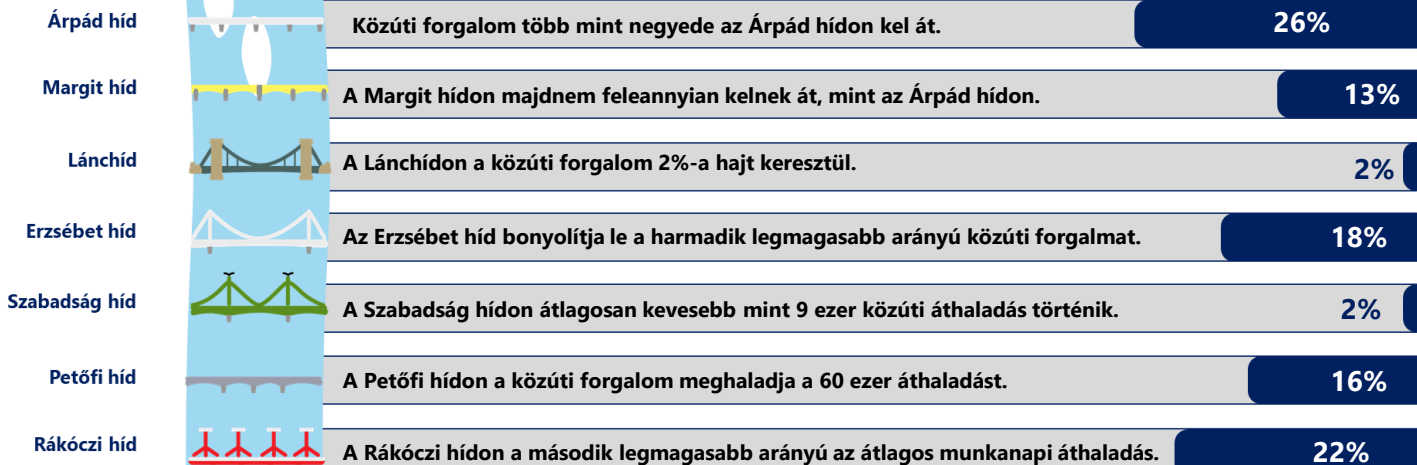 Árpád híd Közúti forgalom több mint negyede az Árpád hídon kel át. 26%
Margit híd A Margit hídon majdnem feleannyian kelnek át, mint az Árpád hídon. 13%
Lánchíd A Lánchídon a közúti forgalom 2%-a hajt keresztül. 2%
Erzsébet híd Az Erzsébet híd bonyolítja le a harmadik legmagasabb arányú közúti forgalmat. 18%
Szabadság híd A Szabadság hídon átlagosan kevesebb mint 9 ezer közúti áthaladás történik. 2%
Petőfi híd A Petőfi hídon a közúti forgalom meghaladja a 60 ezer áthaladást. 16%
Rákóczi híd A Rákóczi hídon a második legmagasabb arányú az átlagos munkanapi áthaladás. 22%